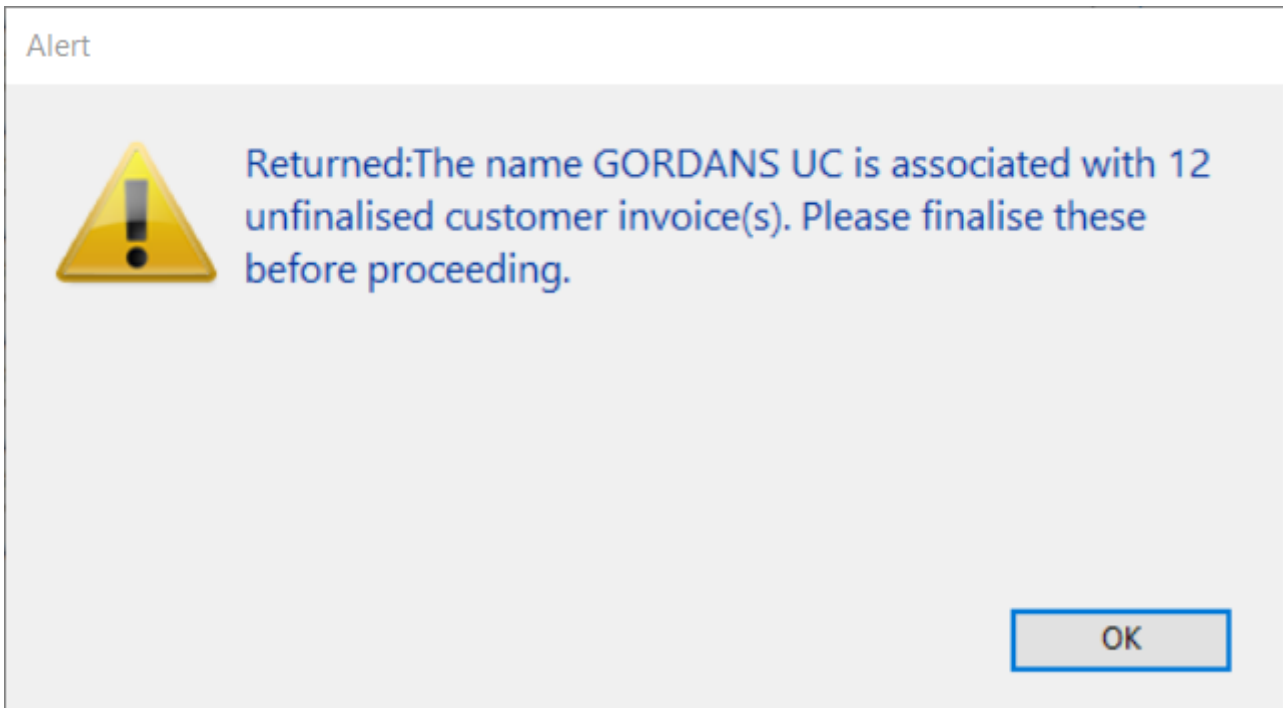 Alert
Returned:The name GORDANS UC is associated with 12
unfinalised customer invoice(s). Please finalise these
before proceeding.
OK